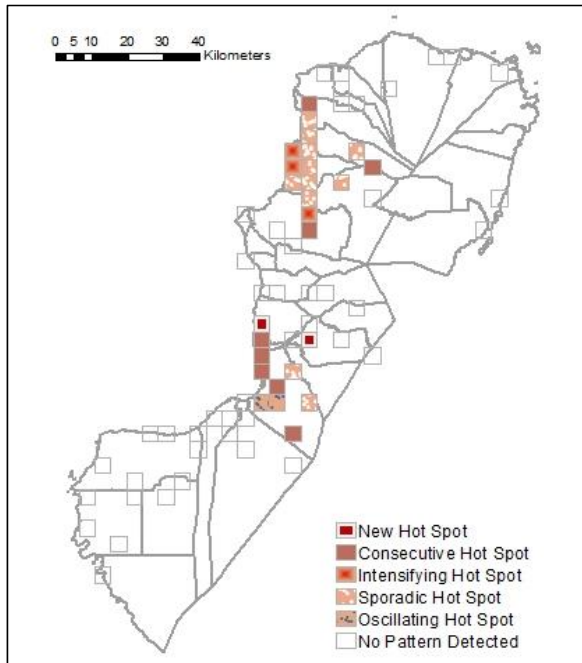 0 5 10 20 30 40
Kilometers
New Hot Spot
Consecutive Hot Spot
Intensifying Hot Spot
Sporadic Hot Spot
Oscillating Hot Spot
No Pattern Detected